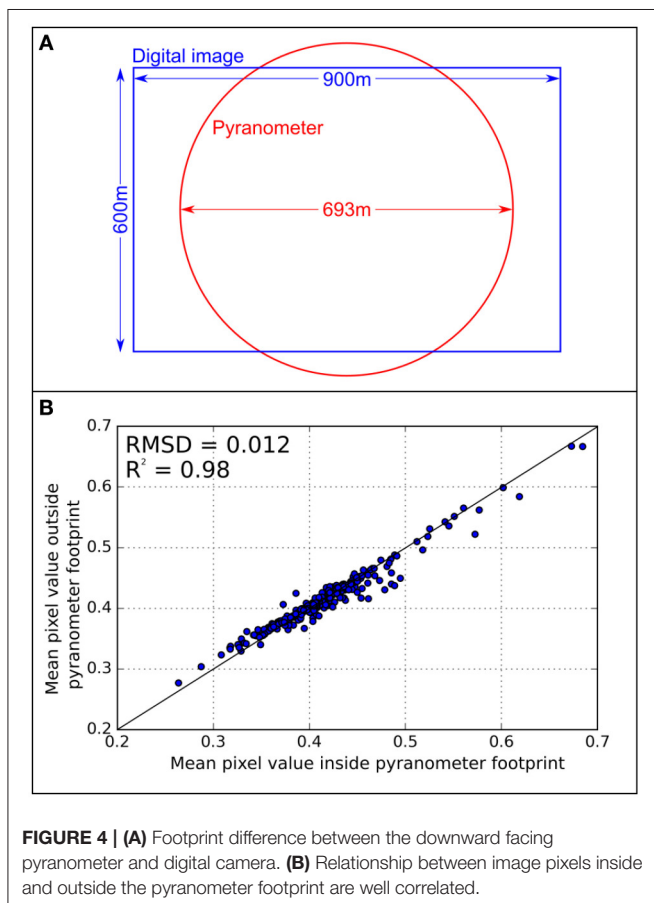 A
Digital image
900m
Pyranometer
600m
693m
B
RMSD = 0.012
R² = 0.98
0.7
0.6
0.5
0.4
0.3
0.2
Mean pixel value outside
pyranometer footprint
0.2 0.3 0.4 0.5 0.6 0.7
Mean pixel value inside pyranometer footprint
FIGURE 4 | (A) Footprint difference between the downward facing
pyranometer and digital camera. (B) Relationship between image pixels inside
and outside the pyranometer footprint are well correlated.